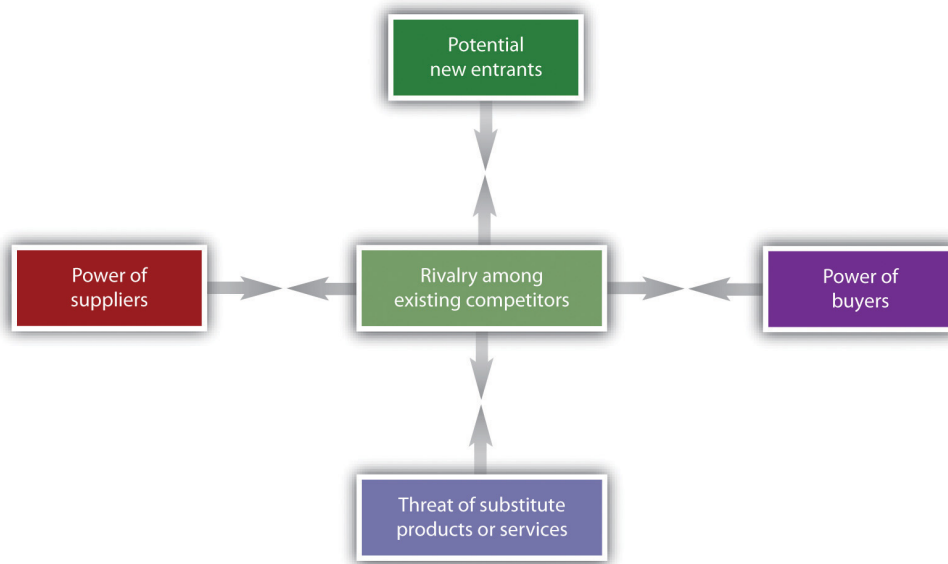 Potential
new entrants
Power of
suppliers
Rivalry among
existing competitors
Power of
buyers
Threat of substitute
products or services